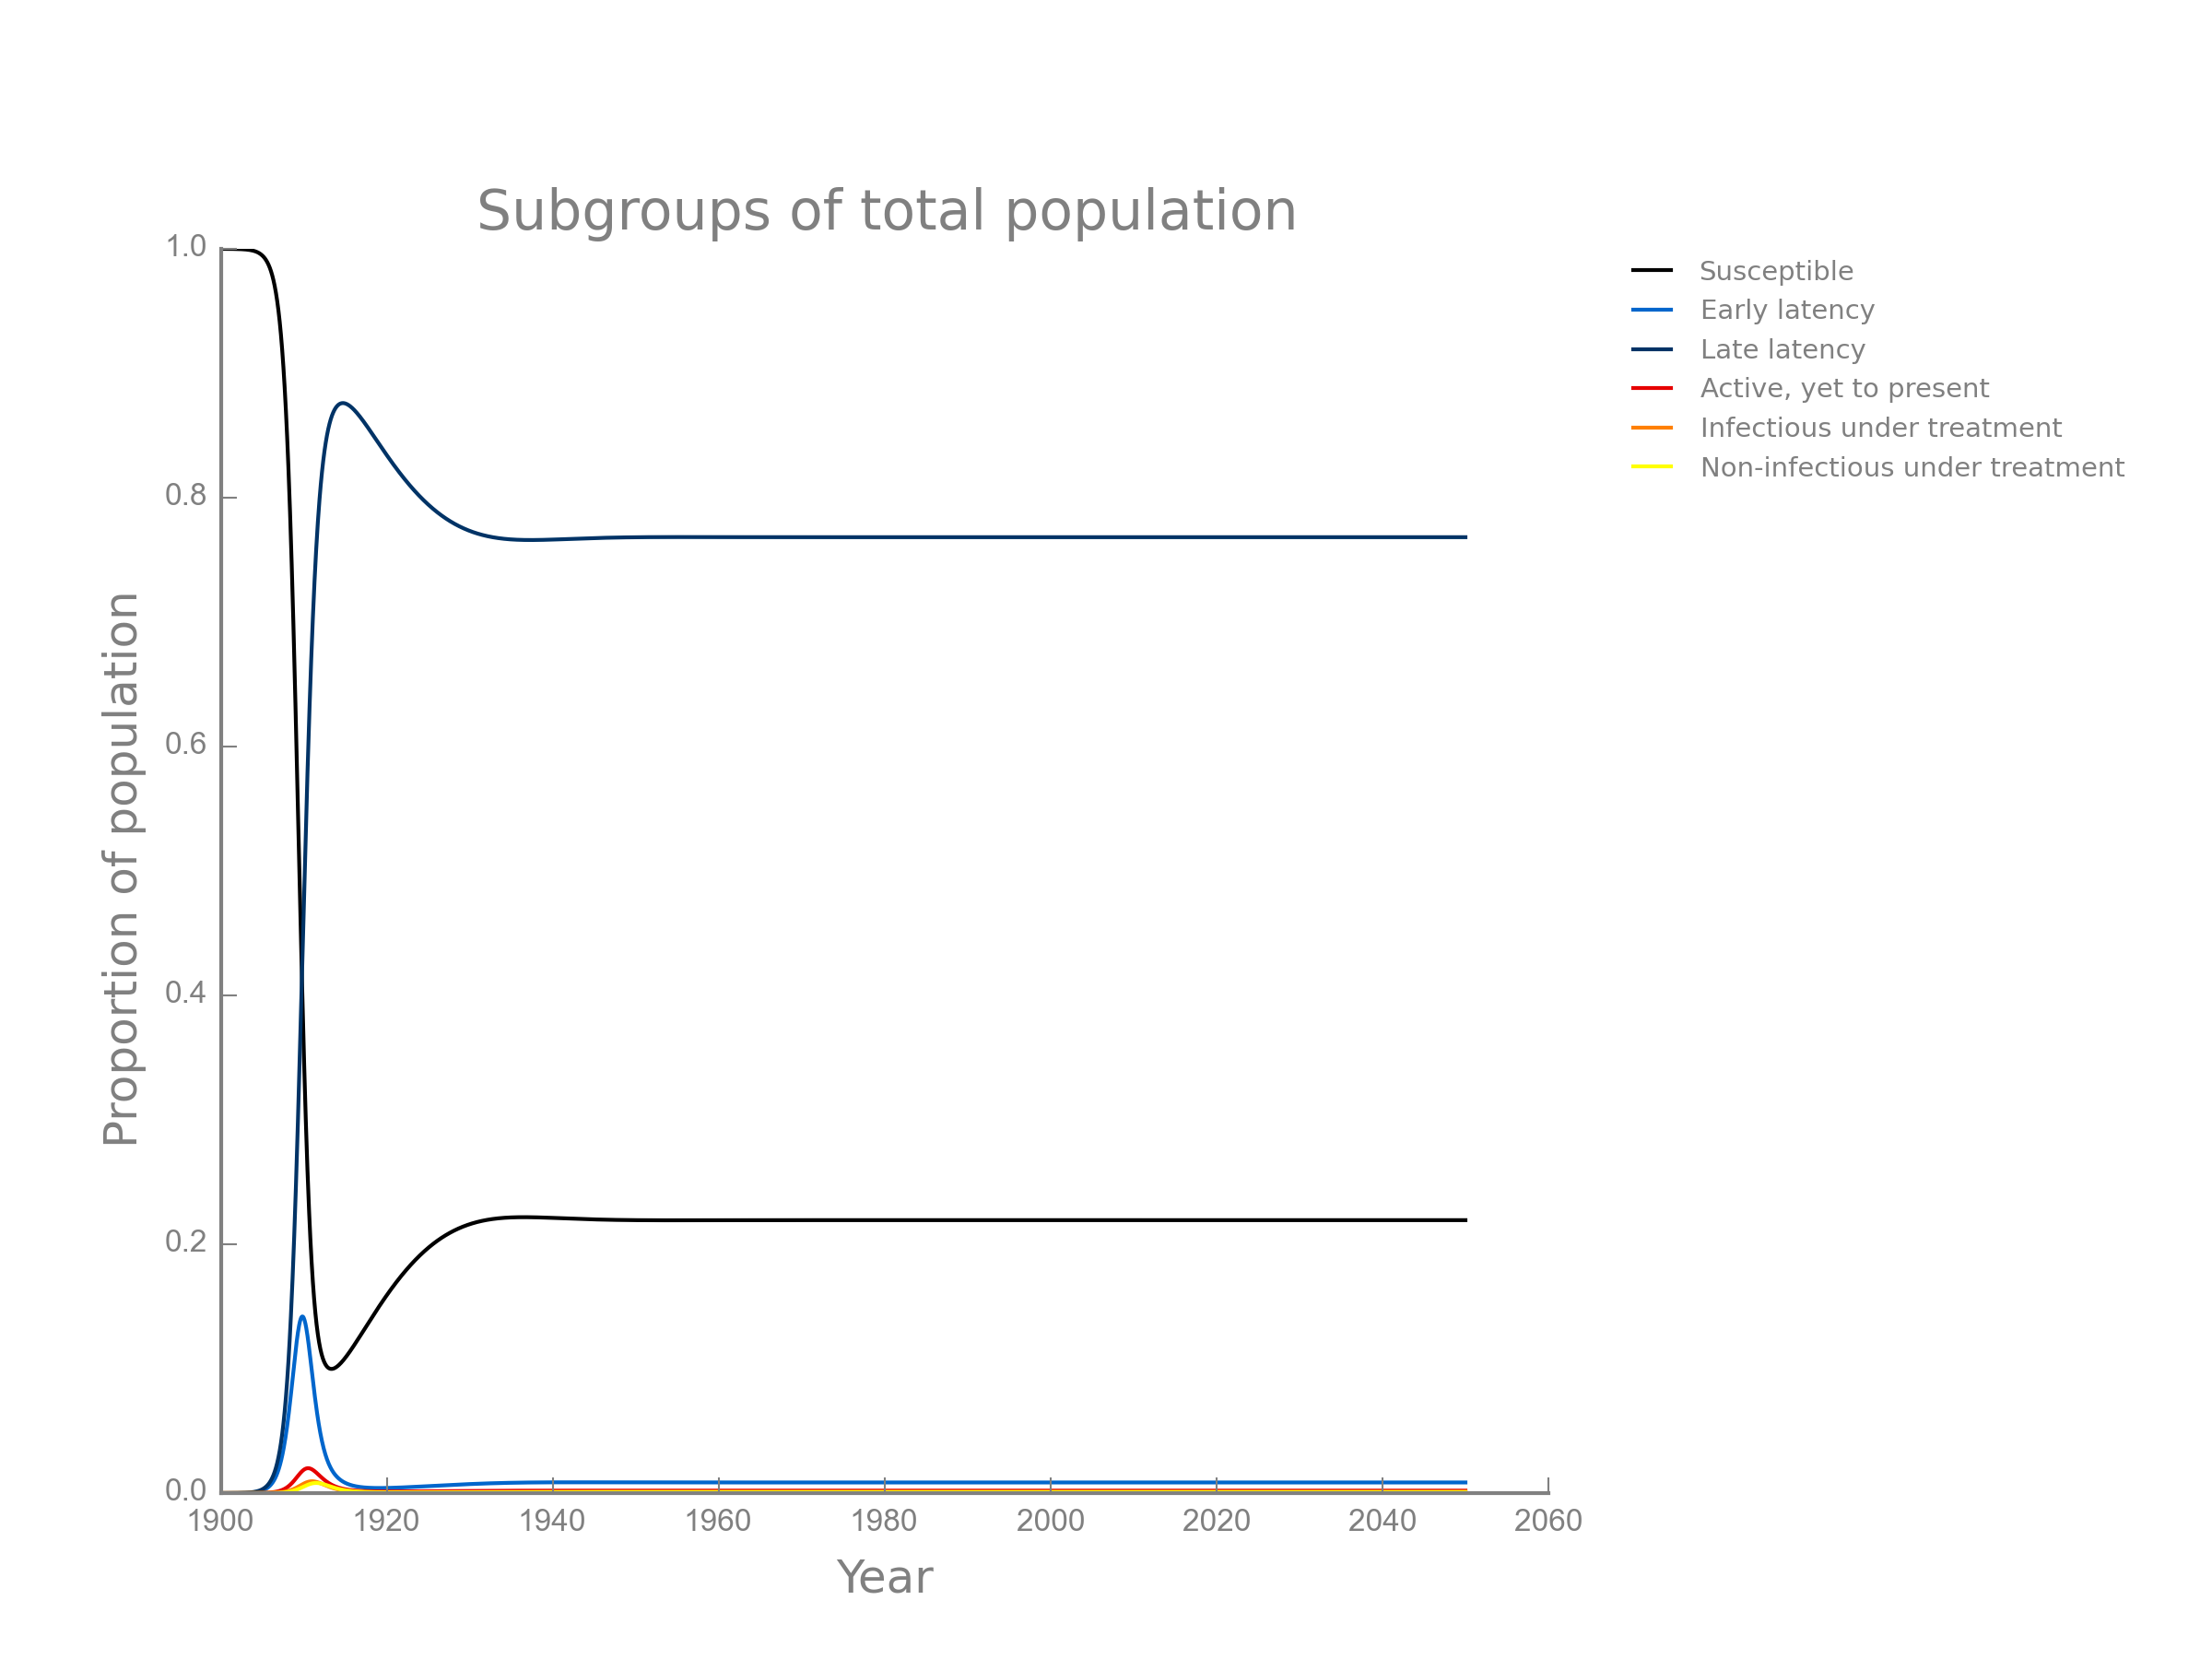 Subgroups of total population
1.0
0.8
0.6
0.4
0.2
0.0
Proportion of population
1900 1920 1940 1960 1980 2000 2020 2040 2060
Year
Susceptible
Early latency
Late latency
Active, yet to present
Infectious under treatment
Non-infectious under treatment